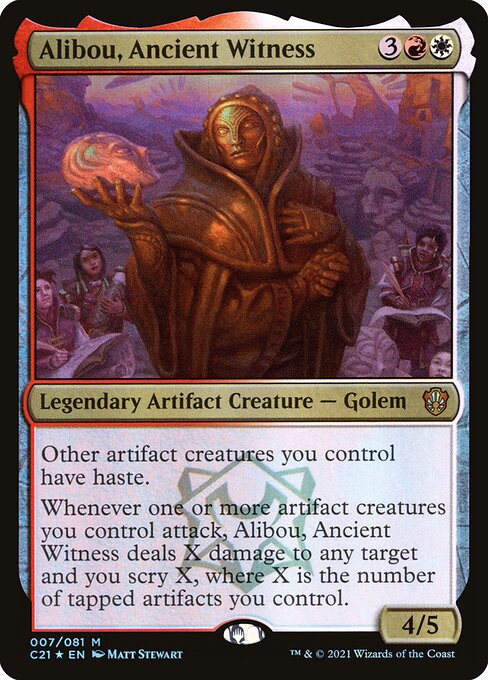 Alibou, Ancient Witness 3
Legendary Artifact Creature — Golem
Other artifact creatures you control
have haste.
Whenever one or more artifact creatures
you control attack, Alibou, Ancient
Witness deals X damage to any target
and you scry X, where X is the number
of tapped artifacts you control.
4/5
007/081 M
C21 ★ EN Matt Stewart
™ & © 2021 Wizards of the Coast